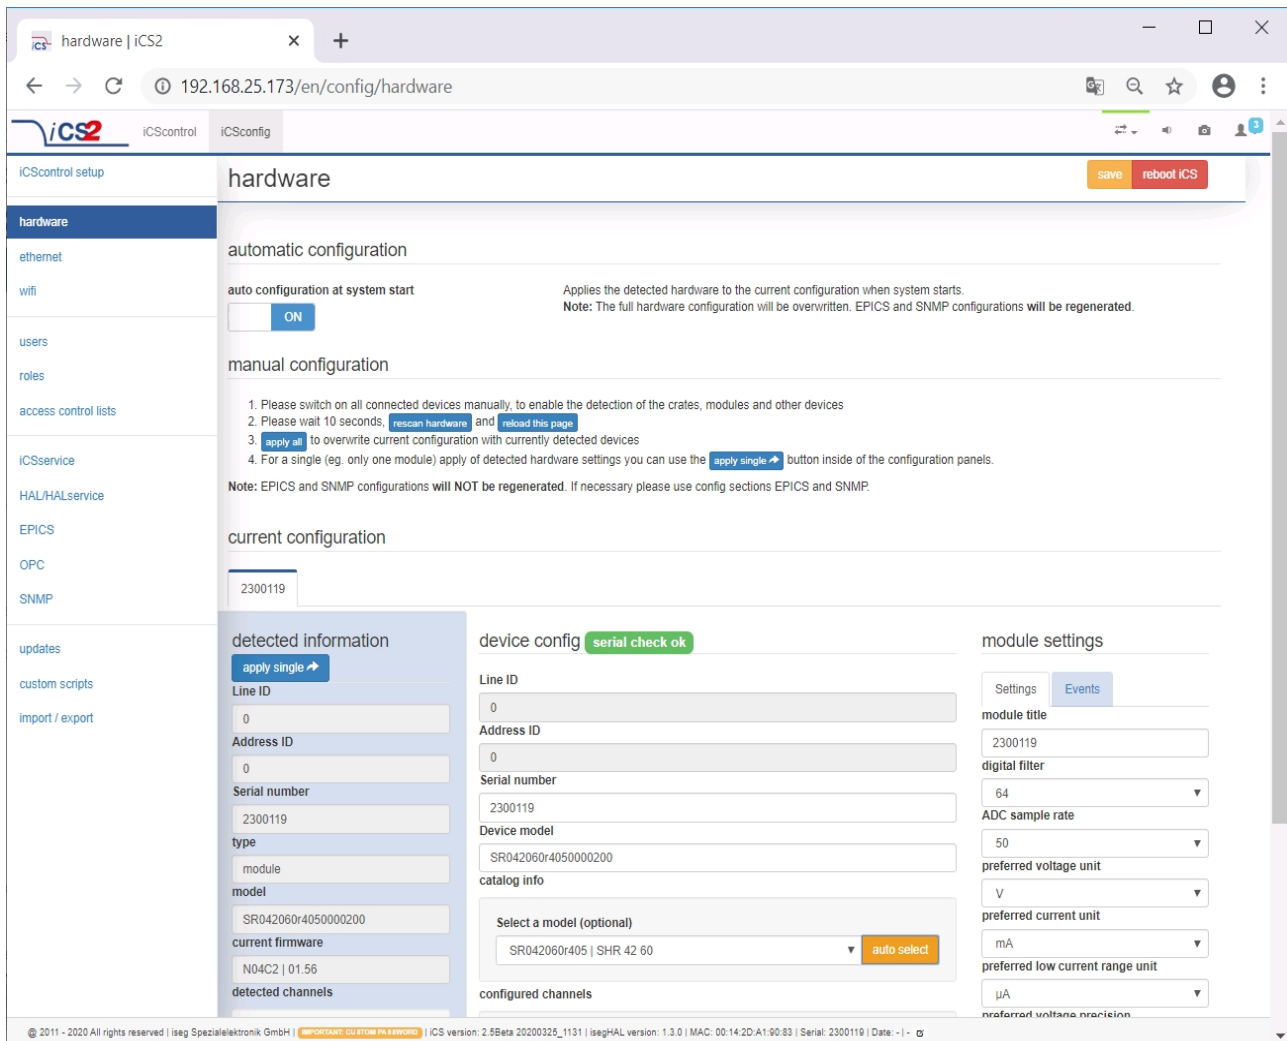 hardware | iCS2
192.168.25.173/en/config/hardware
iCS2
iCScontrol
iCSconfig
3
iCScontrol setup
hardware
ethernet
wifi
users
roles
access control lists
iCSservice
HAL/HALservice
EPICS
OPC
SNMP
updates
custom scripts
import / export
hardware
save
reboot iCS
automatic configuration
auto configuration at system start
ON
Applies the detected hardware to the current configuration when system starts.
Note: The full hardware configuration will be overwritten. EPICS and SNMP configurations will be regenerated.
manual configuration
1. Please switch on all connected devices manually, to enable the detection of the crates, modules and other devices
2. Please wait 10 seconds, rescan hardware and reload this page
3. apply all to overwrite current configuration with currently detected devices
4. For a single (eg. only one module) apply of detected hardware settings you can use the apply single button inside of the configuration panels.
Note: EPICS and SNMP configurations will NOT be regenerated. If necessary please use config sections EPICS and SNMP.
current configuration
2300119
detected information
apply single
Line ID
0
Address ID
0
Serial number
2300119
type
module
model
SR042060r4050000200
current firmware
N04C2 | 01.56
detected channels
device config serial check ok
Line ID
0
Address ID
0
Serial number
2300119
Device model
SR042060r4050000200
catalog info
Select a model (optional)
SR042060r405 | SHR 42 60
auto select
configured channels
module settings
Settings
Events
module title
2300119
digital filter
64
ADC sample rate
50
preferred voltage unit
V
preferred current unit
mA
preferred low current range unit
µA
preferred voltage precision
@ 2011 - 2020 All rights reserved | iseg Spezialelektronik GmbH | IMPORTANT: CUSTOM PASSWORD | iCS version: 2.5Beta 20200325_1131 | isegHAL version: 1.3.0 | MAC: 00:14:2D:A1:90:83 | Serial: 2300119 | Date: - | -